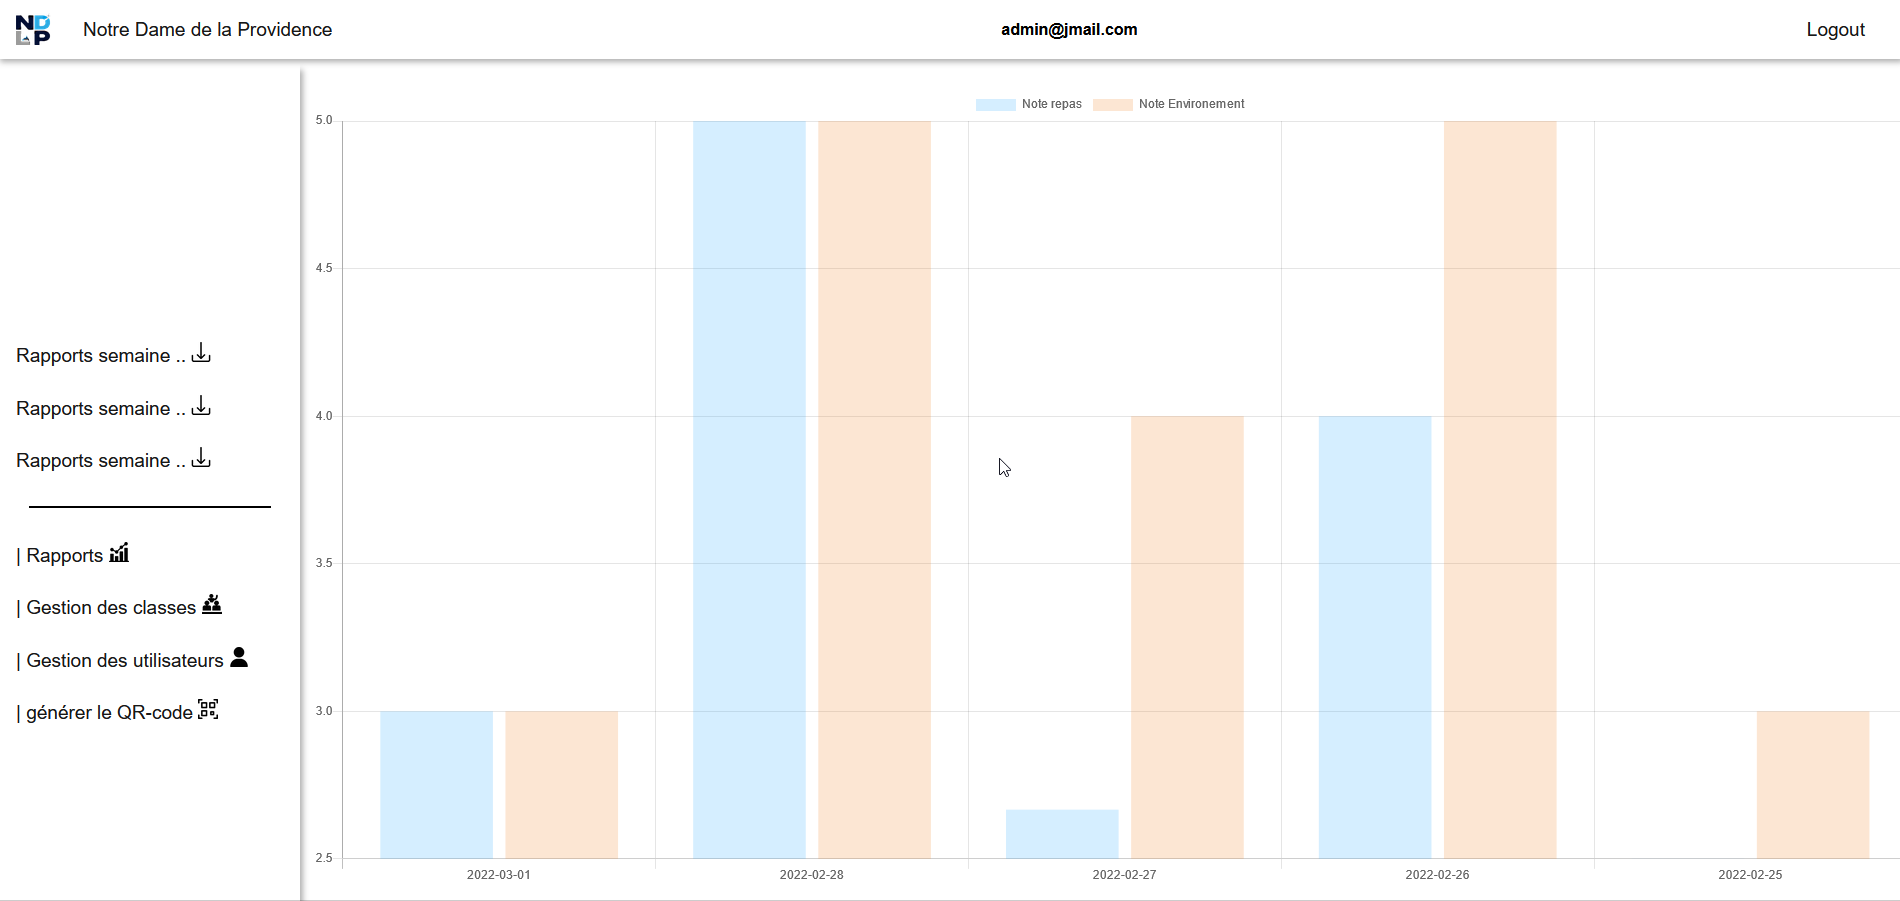 NDLP
Notre Dame de la Providence
admin@jmail.com
Logout
Rapports semaine ..
Rapports semaine ..
Rapports semaine ..
| Rapports
| Gestion des classes
| Gestion des utilisateurs
| générer le QR-code
Note repas
Note Environement
5.0
4.5
4.0
3.5
3.0
2.5
2022-03-01
2022-02-28
2022-02-27
2022-02-26
2022-02-25